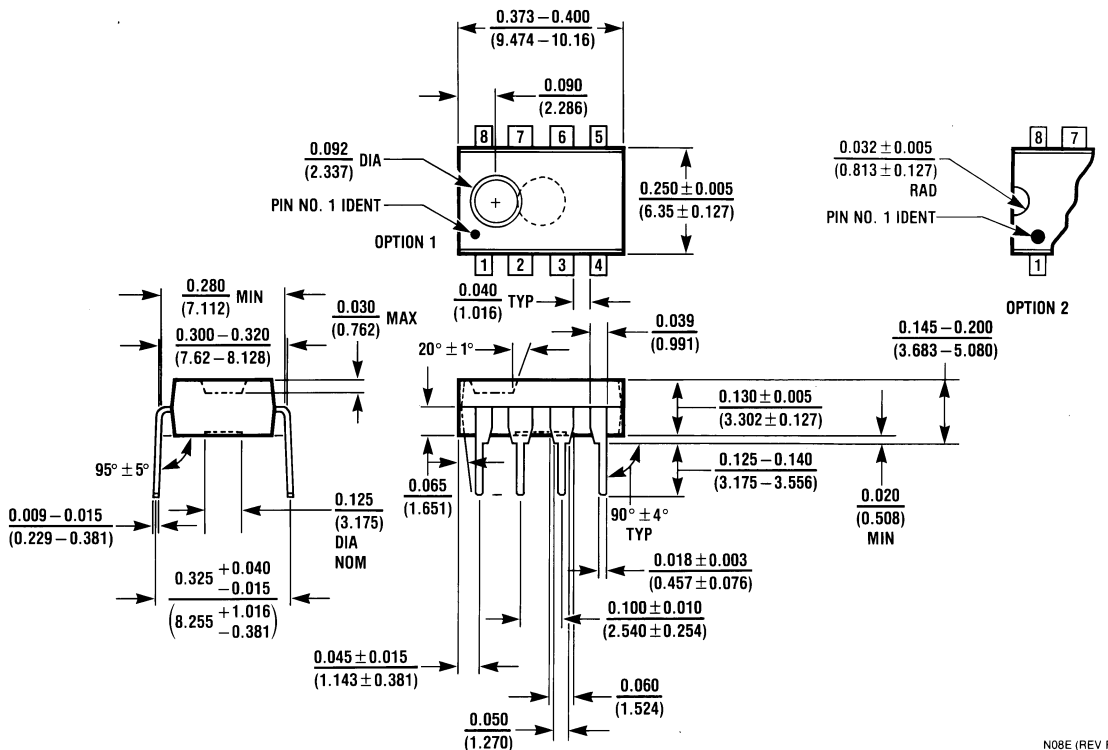 0.373–0.400
(9.474–10.16)
0.090
(2.286)
8 7 6 5
0.092 DIA
(2.337)
PIN NO. 1 IDENT
OPTION 1
0.250 ± 0.005
(6.35 ± 0.127)
1 2 3 4
8 7
0.032 ± 0.005
(0.813 ± 0.127)
RAD
PIN NO. 1 IDENT
1
OPTION 2
0.280 MIN
(7.112)
0.030 MAX
(0.762)
0.040 TYP
(1.016)
0.039
(0.991)
0.145–0.200
(3.683–5.080)
0.300–0.320
(7.62–8.128)
20° ± 1°
0.130 ± 0.005
(3.302 ± 0.127)
95° ± 5°
0.065
(1.651)
0.125–0.140
(3.175–3.556)
0.020
(0.508)
MIN
90° ± 4°
TYP
0.009–0.015
(0.229–0.381)
0.125
(3.175)
DIA
NOM
0.018 ± 0.003
(0.457 ± 0.076)
0.325 +0.040
−0.015
(8.255 +1.016
−0.381)
0.100 ± 0.010
(2.540 ± 0.254)
0.045 ± 0.015
(1.143 ± 0.381)
0.060
(1.524)
0.050
(1.270)
N08E (REV